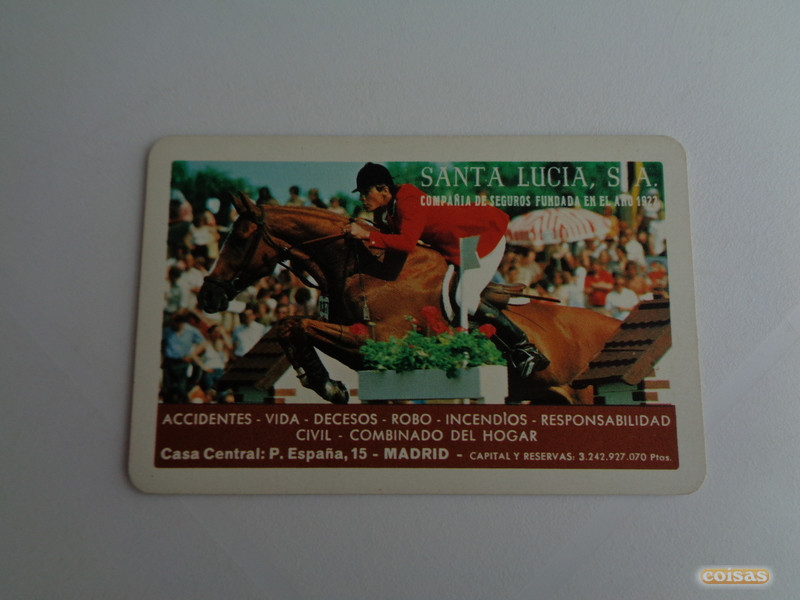 SANTA LUCIA, S.A.
COMPAÑIA DE SEGUROS FUNDADA EN EL AÑO 1922
ACCIDENTES - VIDA - DECESOS - ROBO - INCENDÍOS - RESPONSABILIDAD
CIVIL - COMBINADO DEL HOGAR
Casa Central: P. España, 15 - MADRID - CAPITAL Y RESERVAS: 3.242.927.070 Ptas.
coisas